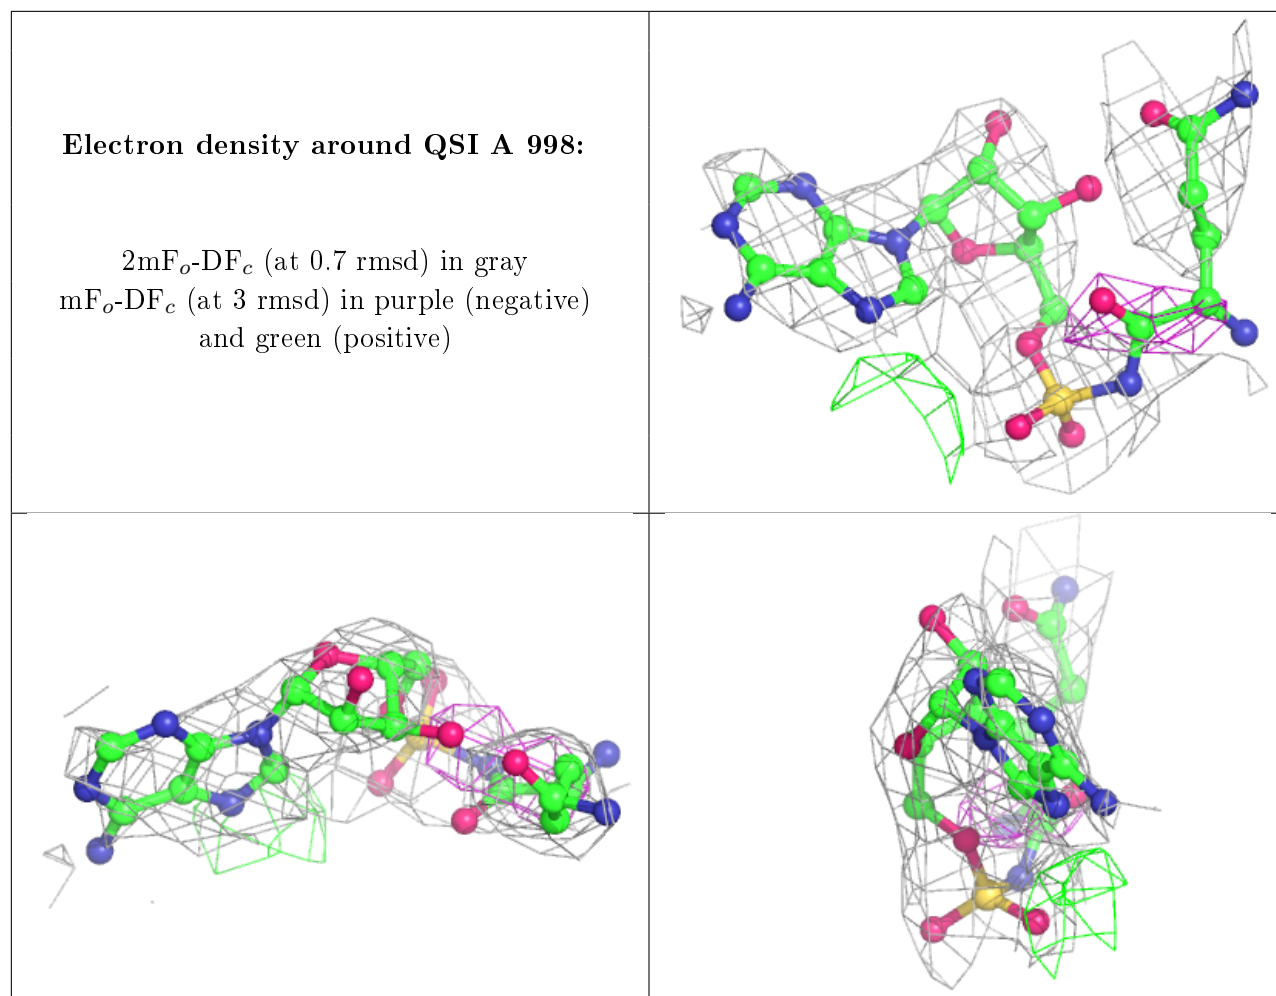 Electron density around QSI A 998:
2mFo-DFc (at 0.7 rmsd) in gray
mFo-DFc (at 3 rmsd) in purple (negative)
and green (positive)